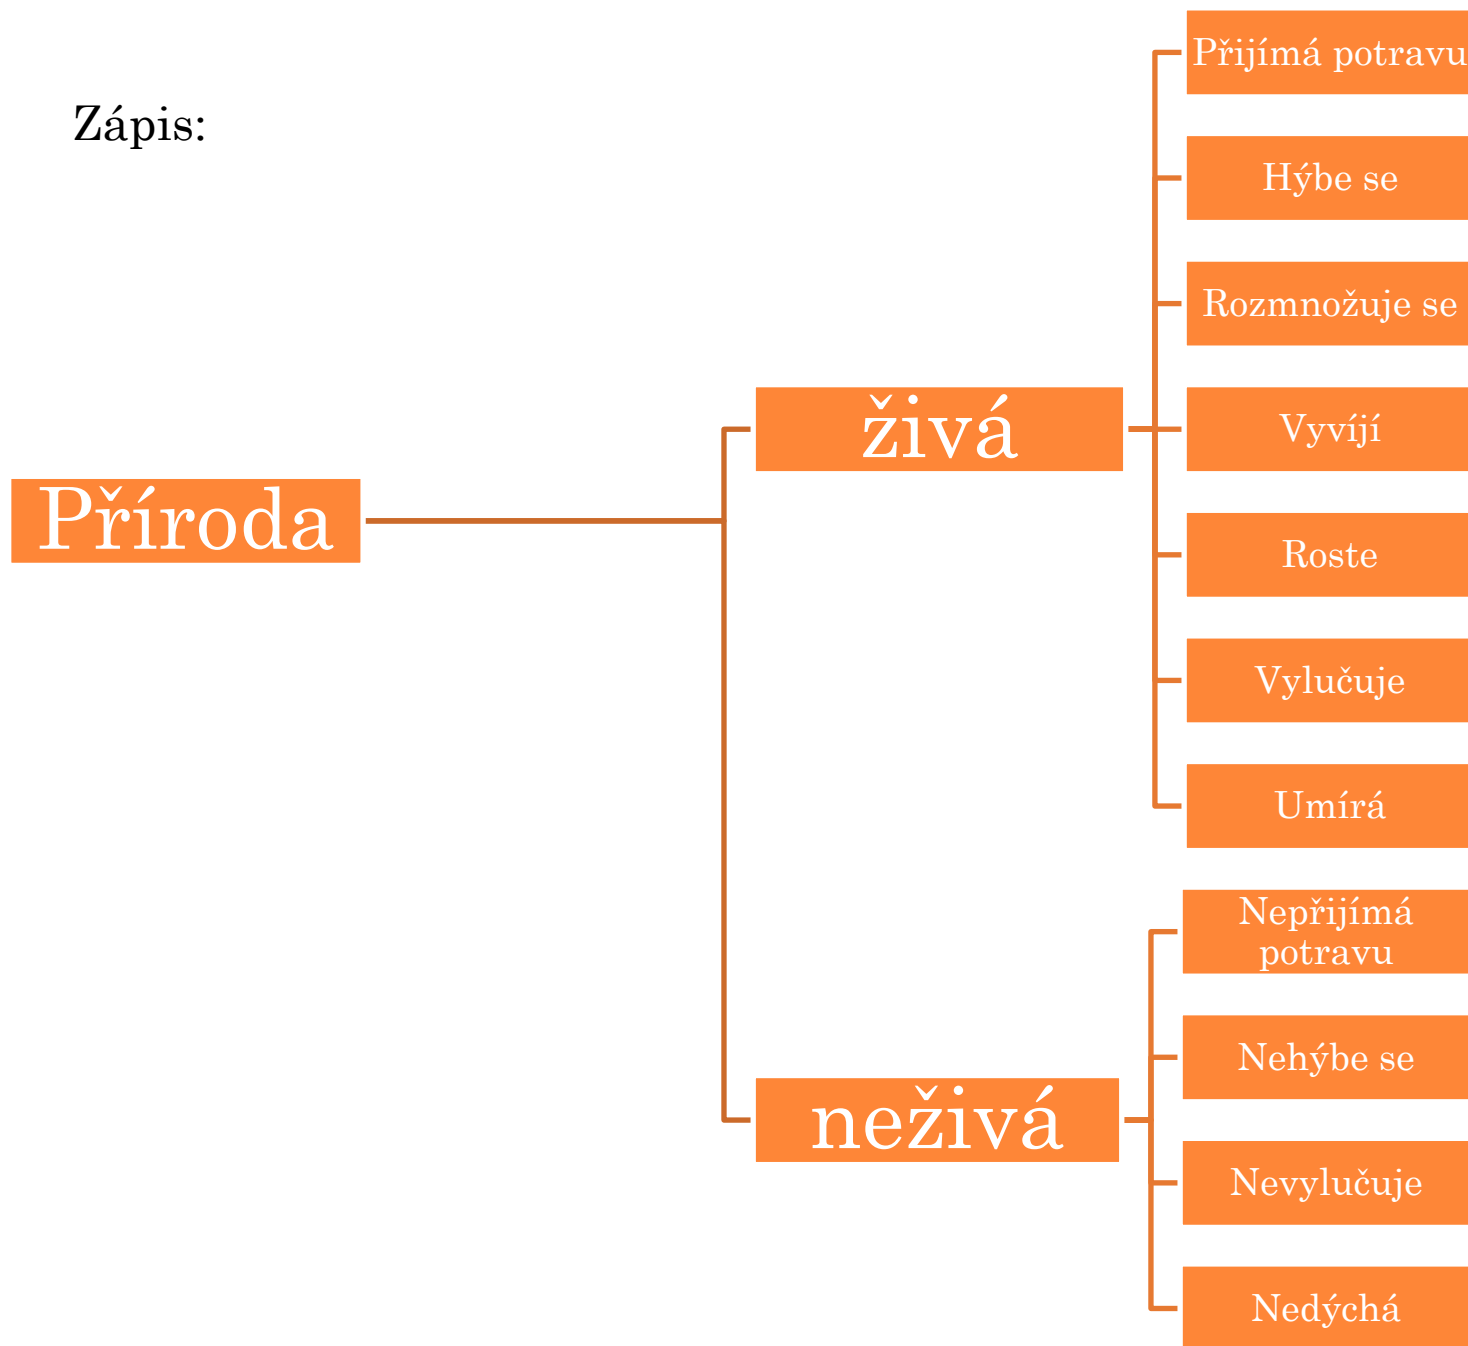 Zápis:
Příroda
živá
Přijímá potravu
Hýbe se
Rozmnožuje se
Vyvíjí
Roste
Vylučuje
Umírá
neživá
Nepřijímá
potravu
Nehýbe se
Nevylučuje
Nedýchá